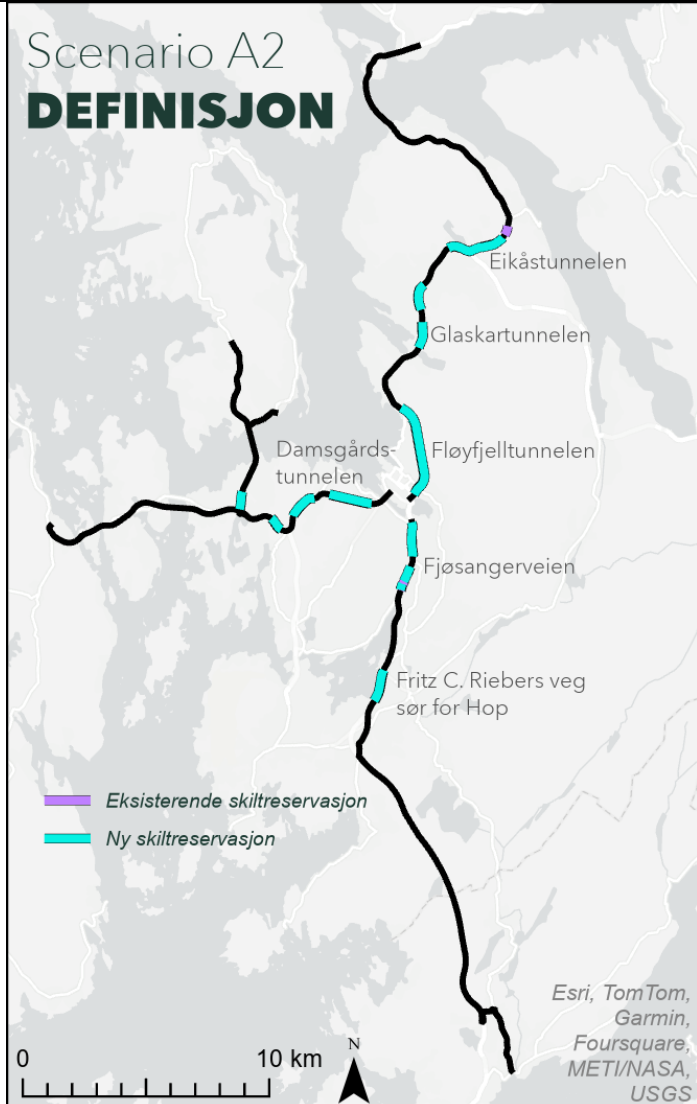 Scenario A2
DEFINISJON
Eikåstunnelen
Glaskartunnelen
Damsgårds-
tunnelen
Fløyfjelltunnelen
Fjøsangerveien
Fritz C. Riebers veg
sør for Hop
Eksisterende skiltreservasjon
Ny skiltreservasjon
0
10 km
N
Esri, TomTom,
Garmin,
Foursquare,
METI/NASA,
USGS